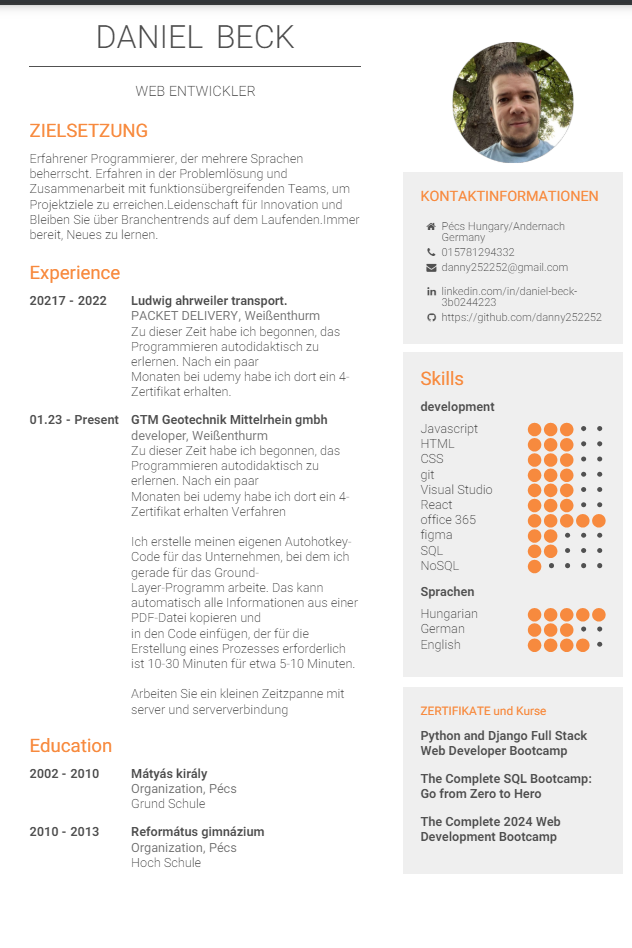 DANIEL BECK
WEB ENTWICKLER
ZIELSETZUNG
Erfahrener Programmierer, der mehrere Sprachen
beherrscht. Erfahren in der Problemlösung und
Zusammenarbeit mit funktionsübergreifenden Teams, um
Projektziele zu erreichen.Leidenschaft für Innovation und
Bleiben Sie über Branchentrends auf dem Laufenden.Immer
bereit, Neues zu lernen.
Experience
20217 - 2022
Ludwig ahrweiler transport.
PACKET DELIVERY, Weißenthurm
Zu dieser Zeit habe ich begonnen, das
Programmieren autodidaktisch zu
erlernen. Nach ein paar
Monaten bei udemy habe ich dort ein 4-
Zertifikat erhalten.
01.23 - Present
GTM Geotechnik Mittelrhein gmbh
developer, Weißenthurm
Zu dieser Zeit habe ich begonnen, das
Programmieren autodidaktisch zu
erlernen. Nach ein paar
Monaten bei udemy habe ich dort ein 4-
Zertifikat erhalten Verfahren
Ich erstelle meinen eigenen Autohotkey-
Code für das Unternehmen, bei dem ich
gerade für das Ground-
Layer-Programm arbeite. Das kann
automatisch alle Informationen aus einer
PDF-Datei kopieren und
in den Code einfügen, der für die
Erstellung eines Prozesses erforderlich
ist 10-30 Minuten für etwa 5-10 Minuten.
Arbeiten Sie ein kleinen Zeitzpanne mit
server und serververbindung
Education
2002 - 2010
Mátyás király
Organization, Pécs
Grund Schule
2010 - 2013
Református gimnázium
Organization, Pécs
Hoch Schule
KONTAKTINFORMATIONEN
Pécs Hungary/Andernach
Germany
015781294332
danny252252@gmail.com
linkedin.com/in/daniel-beck-
3b0244223
https://github.com/danny252252
Skills
development
Javascript
HTML
CSS
git
Visual Studio
React
office 365
figma
SQL
NoSQL
Sprachen
Hungarian
German
English
ZERTIFIKATE und Kurse
Python and Django Full Stack
Web Developer Bootcamp
The Complete SQL Bootcamp:
Go from Zero to Hero
The Complete 2024 Web
Development Bootcamp